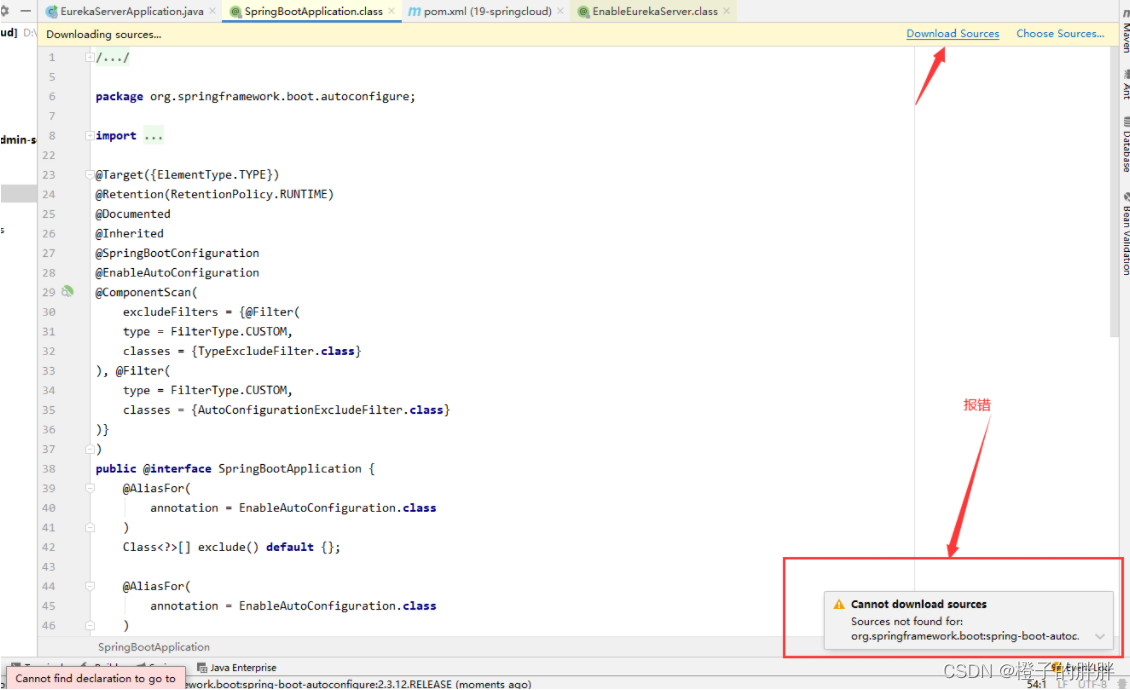 EurekaServerApplication.java
SpringBootApplication.class
pom.xml (19-springcloud)
EnableEurekaServer.class
ud] D:\
Downloading sources...
Download Sources
Choose Sources...
Maven
Ant
Database
Bean Validation
dmin-s
s
1 /.../
5
6 package org.springframework.boot.autoconfigure;
7
8 import ...
22
23 @Target({ElementType.TYPE})
24 @Retention(RetentionPolicy.RUNTIME)
25 @Documented
26 @Inherited
27 @SpringBootConfiguration
28 @EnableAutoConfiguration
29 @ComponentScan(
30 excludeFilters = {@Filter(
31 type = FilterType.CUSTOM,
32 classes = {TypeExcludeFilter.class}
33 ), @Filter(
34 type = FilterType.CUSTOM,
35 classes = {AutoConfigurationExcludeFilter.class}
36 )}
37 )
38 public @interface SpringBootApplication {
39 @AliasFor(
40 annotation = EnableAutoConfiguration.class
41 )
42 Class<?>[] exclude() default {};
43
44 @AliasFor(
45 annotation = EnableAutoConfiguration.class
46 )
报错
Cannot download sources
Sources not found for:
org.springframework.boot:spring-boot-autoc.
SpringBootApplication
Java Enterprise
Cannot find declaration to go to
work.boot:spring-boot-autoconfigure:2.3.12.RELEASE (moments ago)
54:1 LF UTF-8
CSDN @橙子的胖胖